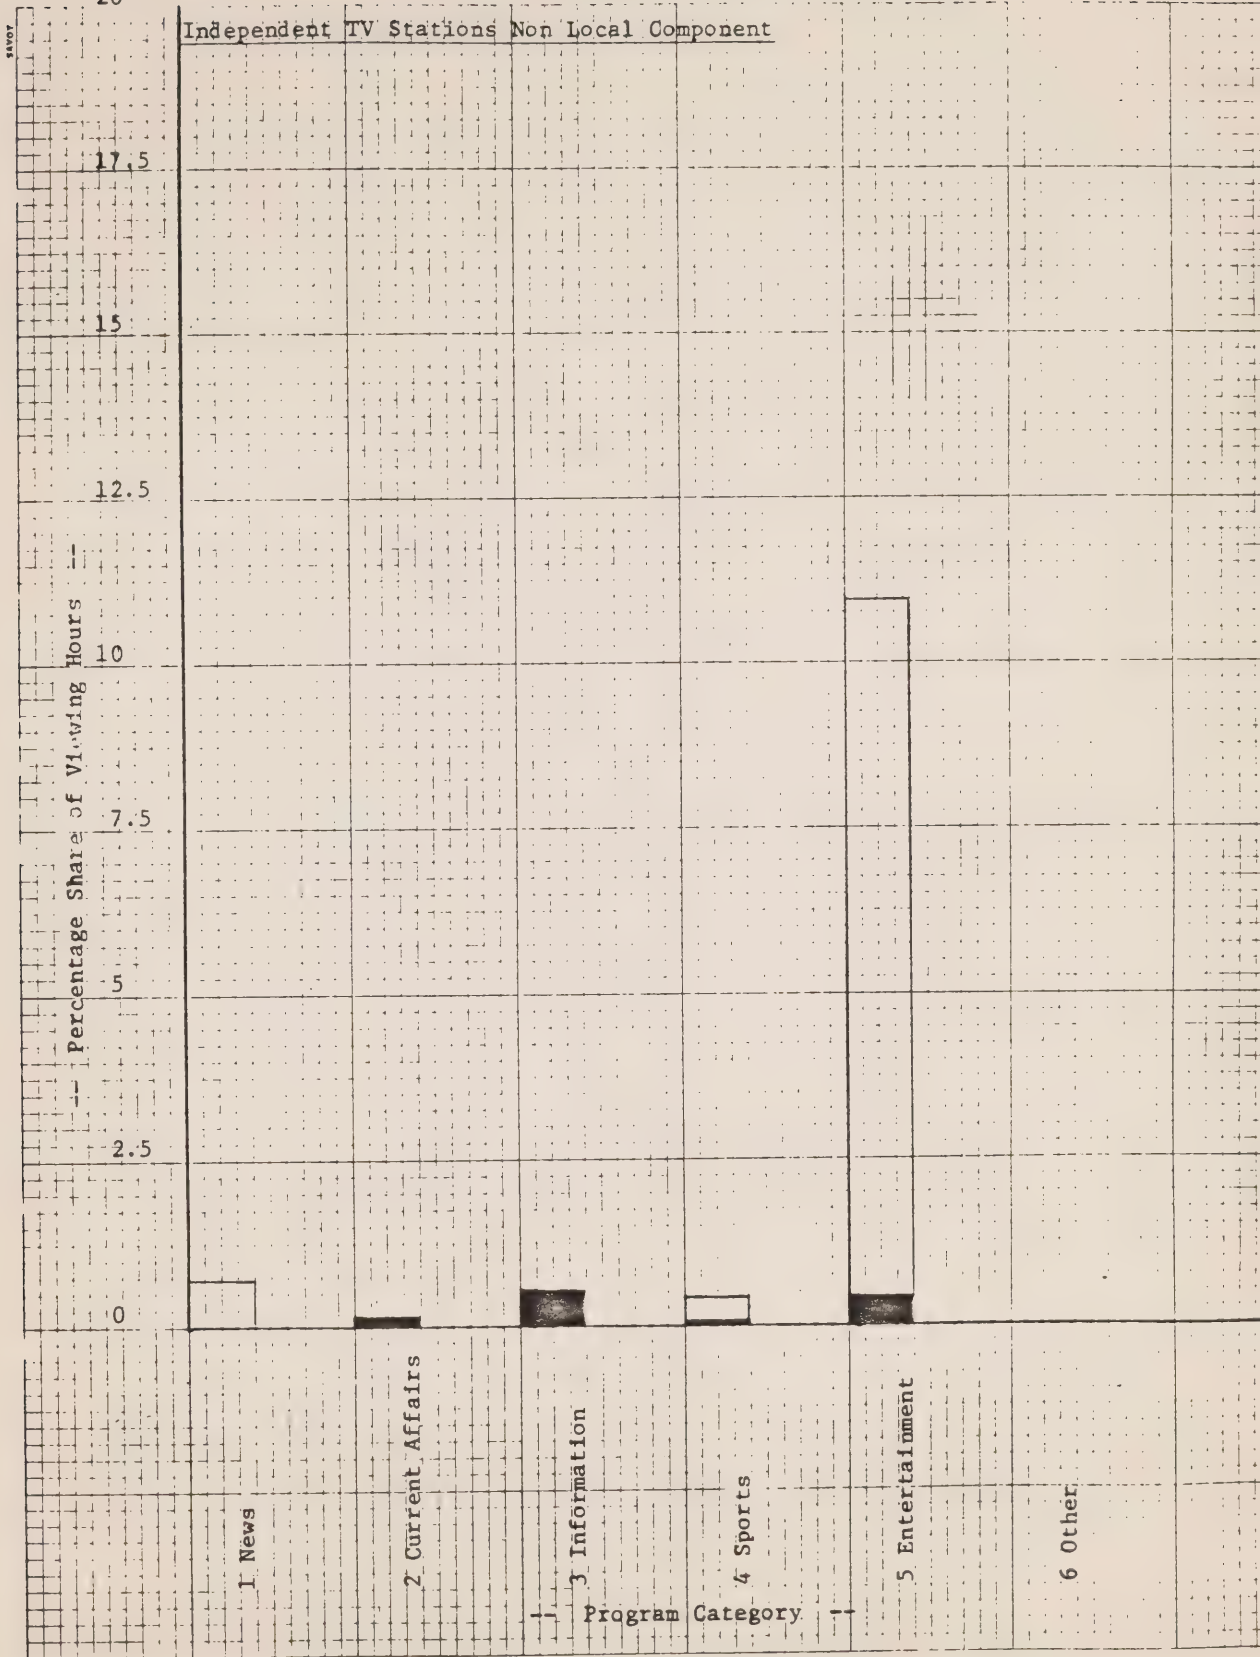 SAVOY
20
Independent TV Stations Non Local Component
17.5
15
12.5
10
7.5
5
2.5
0
-- Percentage Share of Viewing Hours --
1 News
2 Current Affairs
3 Information
4 Sports
5 Entertainment
6 Other
-- Program Category --